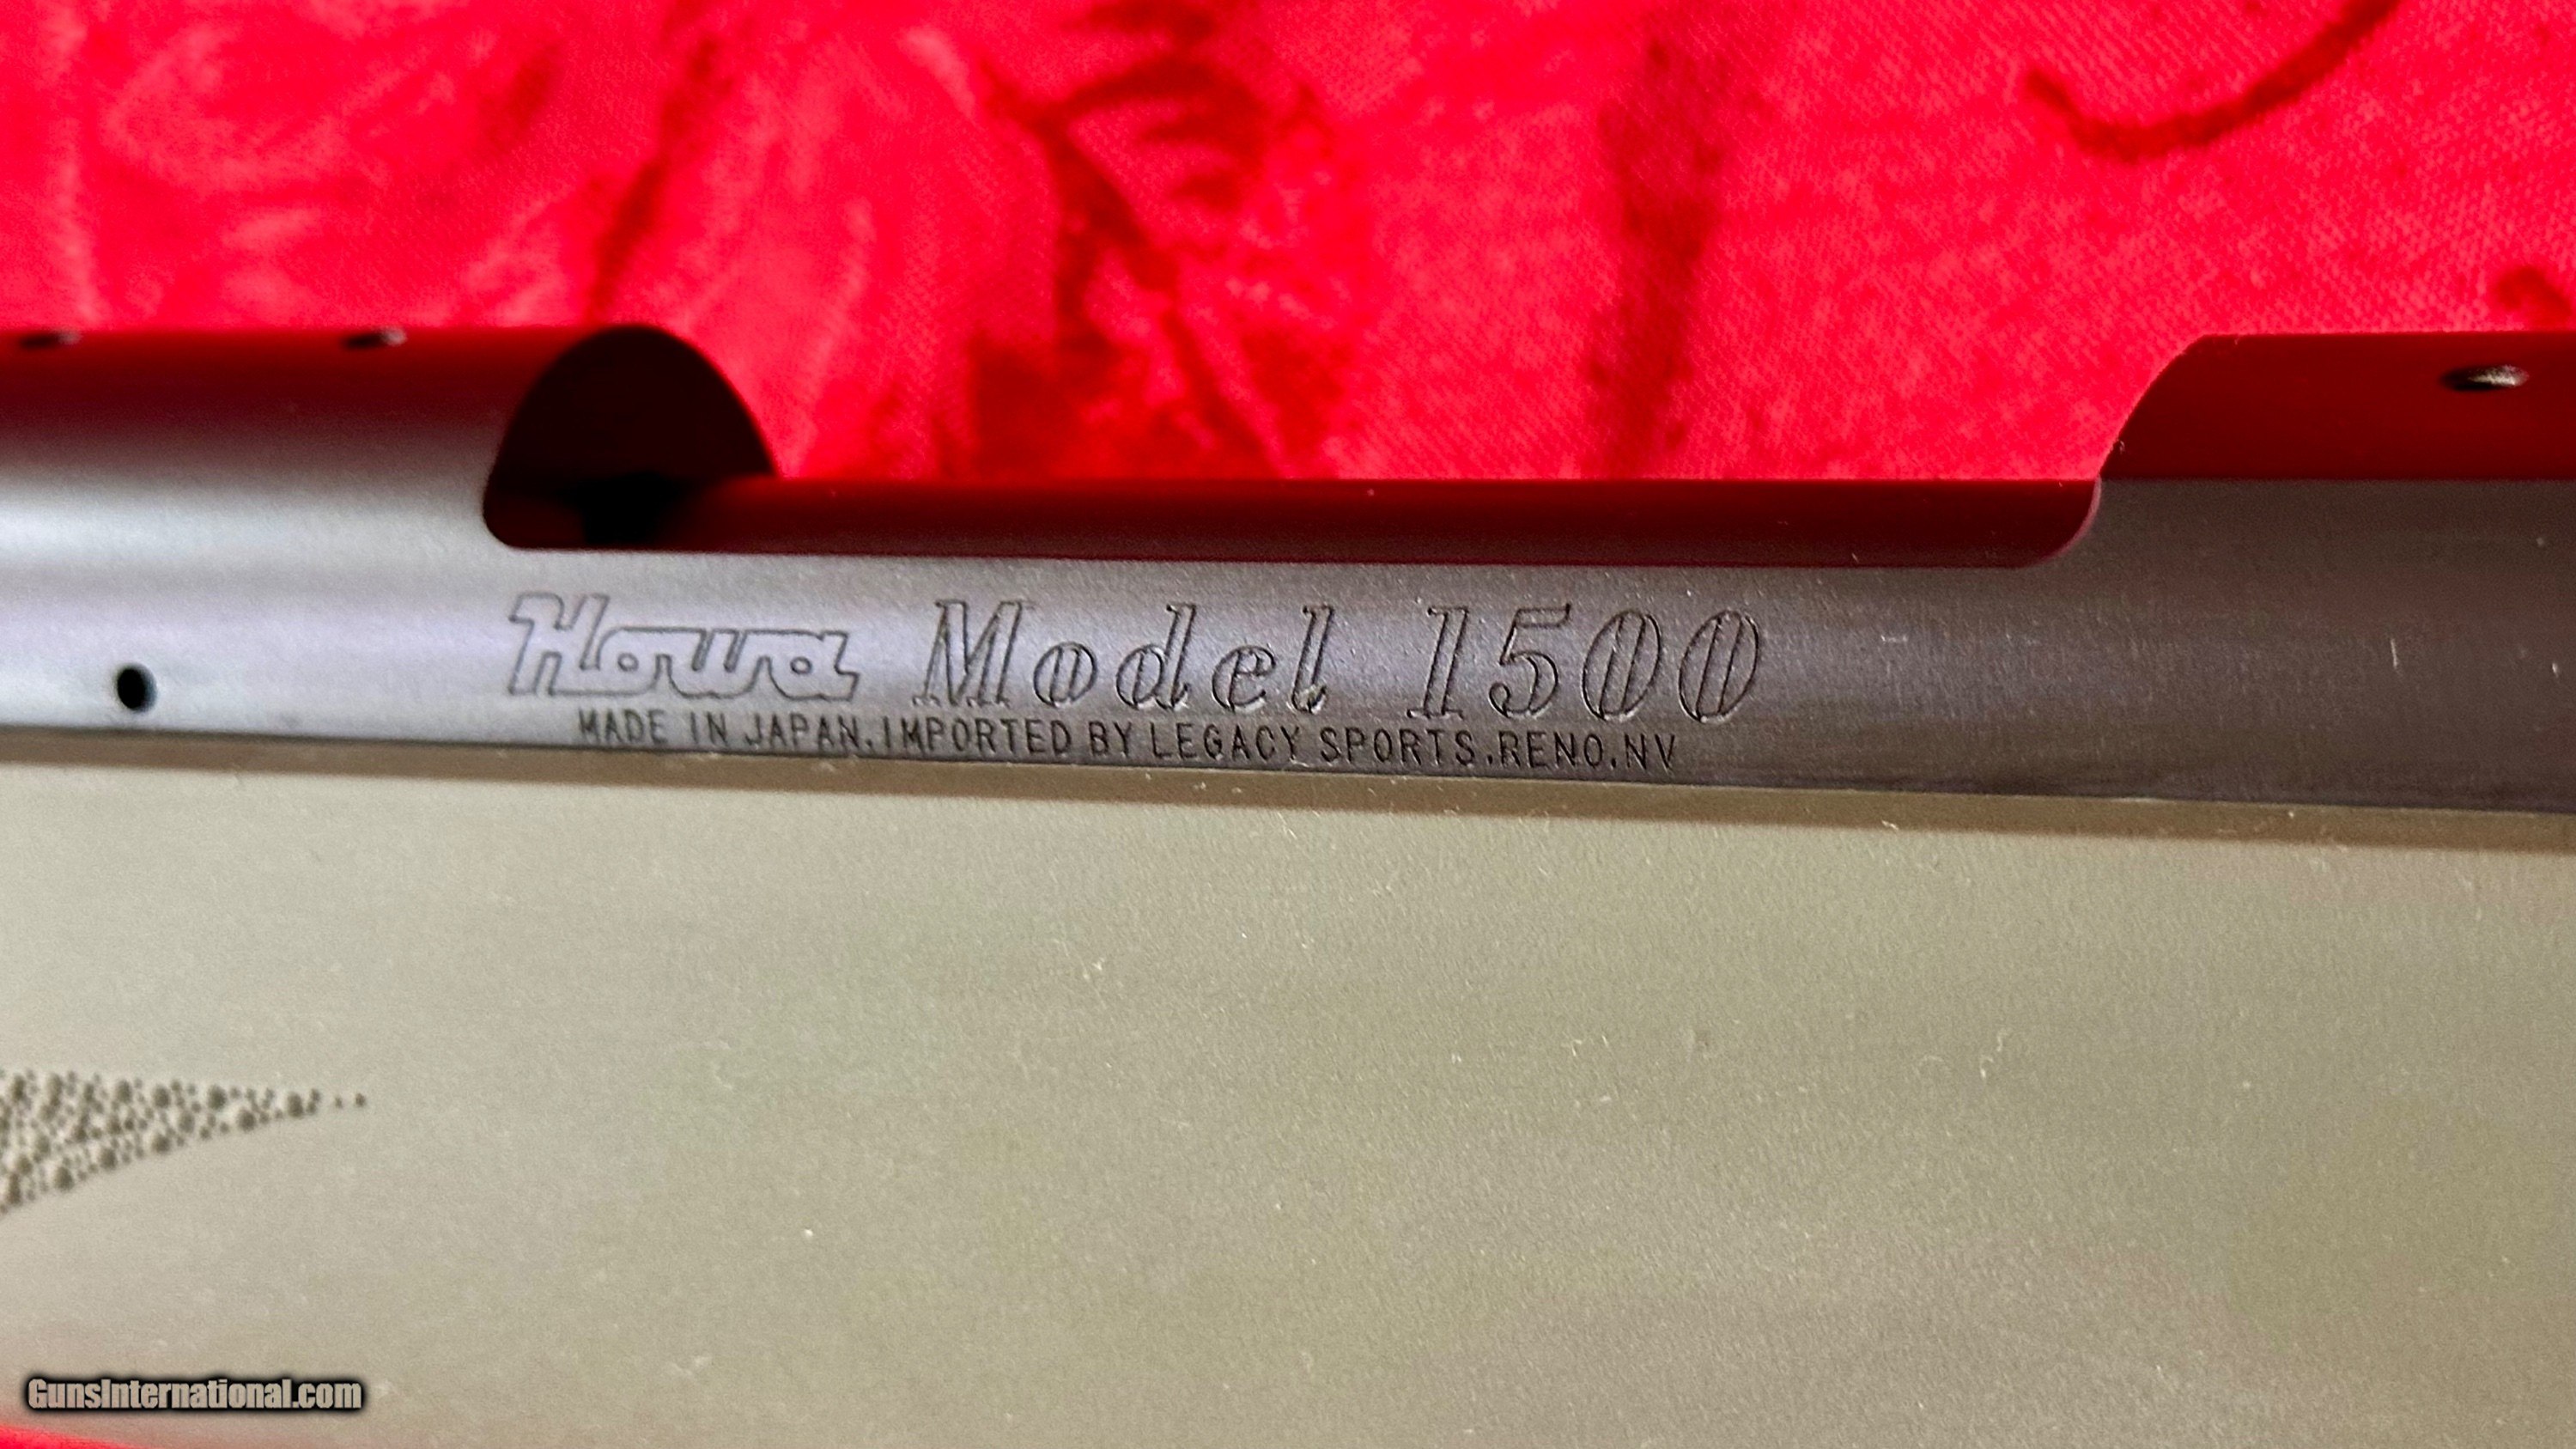 Howa Model 1500
MADE IN JAPAN.IMPORTED BY LEGACY SPORTS.RENO.NV
GunsInternational.com